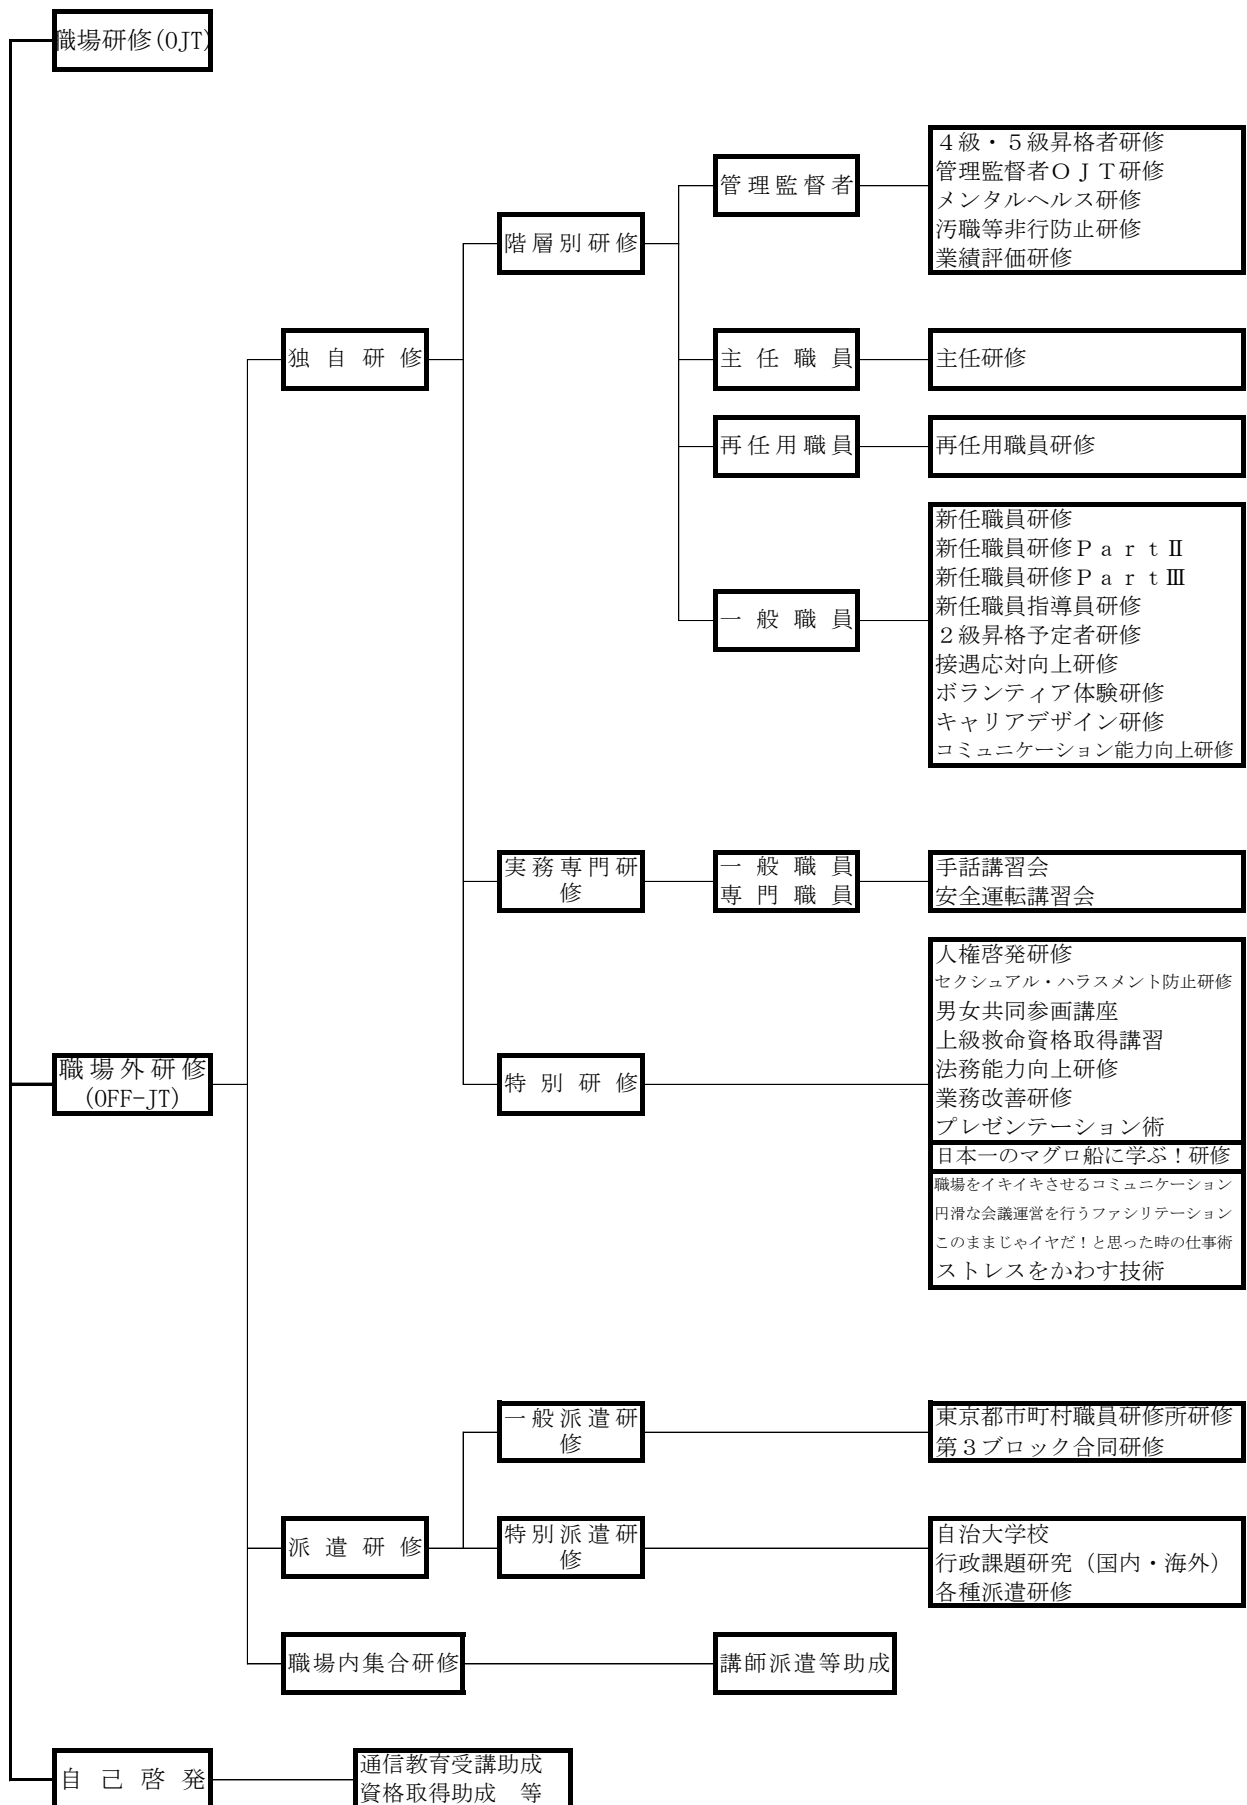 職場研修(OJT)
管理監督者
４級・５級昇格者研修
管理監督者ＯＪＴ研修
メンタルヘルス研修
汚職等非行防止研修
業績評価研修
階層別研修
独自研修
主任職員
主任研修
再任用職員
再任用職員研修
一般職員
新任職員研修
新任職員研修ＰａｒｔⅡ
新任職員研修ＰａｒｔⅢ
新任職員指導員研修
２級昇格予定者研修
接遇応対向上研修
ボランティア体験研修
キャリアデザイン研修
コミュニケーション能力向上研修
実務専門研
修
一般職員
専門職員
手話講習会
安全運転講習会
職場外研修
(OFF-JT)
特別研修
人権啓発研修
セクシュアル・ハラスメント防止研修
男女共同参画講座
上級救命資格取得講習
法務能力向上研修
業務改善研修
プレゼンテーション術
日本一のマグロ船に学ぶ！研修
職場をイキイキさせるコミュニケーション
円滑な会議運営を行うファシリテーション
このままじゃイヤだ！と思った時の仕事術
ストレスをかわす技術
一般派遣研
修
東京都市町村職員研修所研修
第３ブロック合同研修
派遣研修
特別派遣研
修
自治大学校
行政課題研究（国内・海外）
各種派遣研修
職場内集合研修
講師派遣等助成
自己啓発
通信教育受講助成
資格取得助成　等